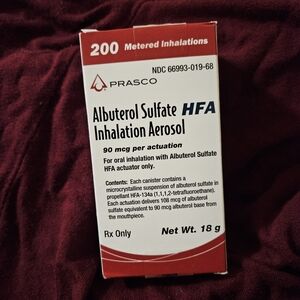 200 Metered Inhalations
NDC 66993-019-68
PRASCO
Albuterol Sulfate HFA
Inhalation Aerosol
90 mcg per actuation
For oral inhalation with Albuterol Sulfate
HFA actuator only.
Contents: Each canister contains a
microcrystalline suspension of albuterol sulfate in
propellant HFA-134a (1,1,1,2-tetrafluoroethane).
Each actuation delivers 108 mcg of albuterol
sulfate equivalent to 90 mcg albuterol base from
the mouthpiece.
Rx Only
Net Wt. 18 g